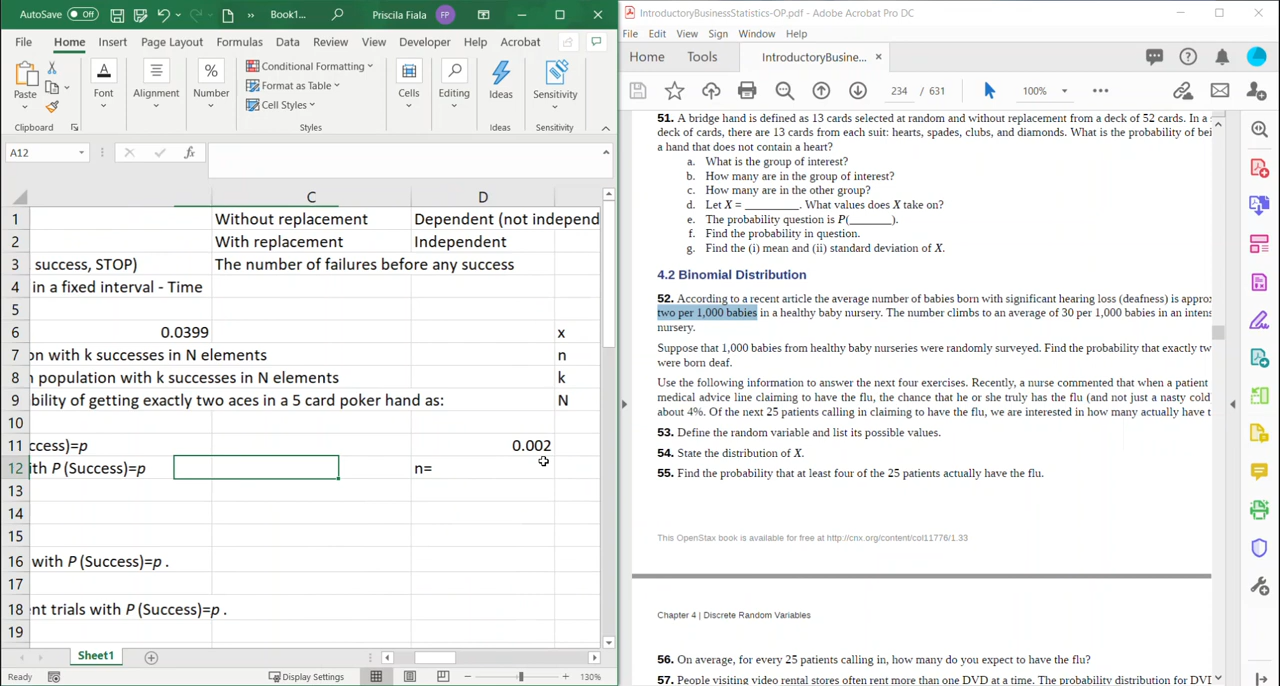 AutoSave Off Book1... Priscila Fiala FP
File Home Insert Page Layout Formulas Data Review View Developer Help Acrobat
Paste Font Alignment Number Conditional Formatting Format as Table Cell Styles Cells Editing Ideas Sensitivity
Clipboard Styles Ideas Sensitivity
A12 fx
C D
1 Without replacement Dependent (not independ
2 With replacement Independent
3 success, STOP) The number of failures before any success
4 in a fixed interval - Time
5
6 0.0399 x
7 on with k successes in N elements n
8 population with k successes in N elements k
9 bility of getting exactly two aces in a 5 card poker hand as: N
10
11 ccess)=p 0.002
12 ith P (Success)=p n=
13
14
15
16 with P (Success)=p .
17
18 nt trials with P (Success)=p .
19
Sheet1
Ready Display Settings 130%
IntroductoryBusinessStatistics-OP.pdf - Adobe Acrobat Pro DC
File Edit View Sign Window Help
Home Tools IntroductoryBusine... ×
234 / 631 100%
51. A bridge hand is defined as 13 cards selected at random and without replacement from a deck of 52 cards. In a
deck of cards, there are 13 cards from each suit: hearts, spades, clubs, and diamonds. What is the probability of bei
a hand that does not contain a heart?
a. What is the group of interest?
b. How many are in the group of interest?
c. How many are in the other group?
d. Let X = _________. What values does X take on?
e. The probability question is P(_______).
f. Find the probability in question.
g. Find the (i) mean and (ii) standard deviation of X.
4.2 Binomial Distribution
52. According to a recent article the average number of babies born with significant hearing loss (deafness) is approx
two per 1,000 babies in a healthy baby nursery. The number climbs to an average of 30 per 1,000 babies in an intens
nursery.
Suppose that 1,000 babies from healthy baby nurseries were randomly surveyed. Find the probability that exactly tw
were born deaf.
Use the following information to answer the next four exercises. Recently, a nurse commented that when a patient
medical advice line claiming to have the flu, the chance that he or she truly has the flu (and not just a nasty cold
about 4%. Of the next 25 patients calling in claiming to have the flu, we are interested in how many actually have t
53. Define the random variable and list its possible values.
54. State the distribution of X.
55. Find the probability that at least four of the 25 patients actually have the flu.
This OpenStax book is available for free at http://cnx.org/content/col11776/1.33
Chapter 4 | Discrete Random Variables
56. On average, for every 25 patients calling in, how many do you expect to have the flu?
57. People visiting video rental stores often rent more than one DVD at a time. The probability distribution for DVD